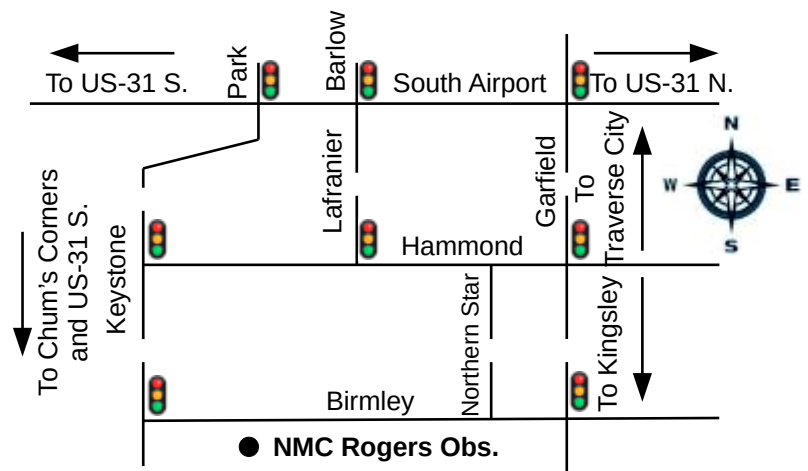 To US-31 S.
Park
Barlow
South Airport
To US-31 N.
Lafranier
Garfield
To
Traverse City
N
W
E
S
To Chum's Corners
and US-31 S.
Keystone
Hammond
Northern Star
To Kingsley
Birmley
NMC Rogers Obs.